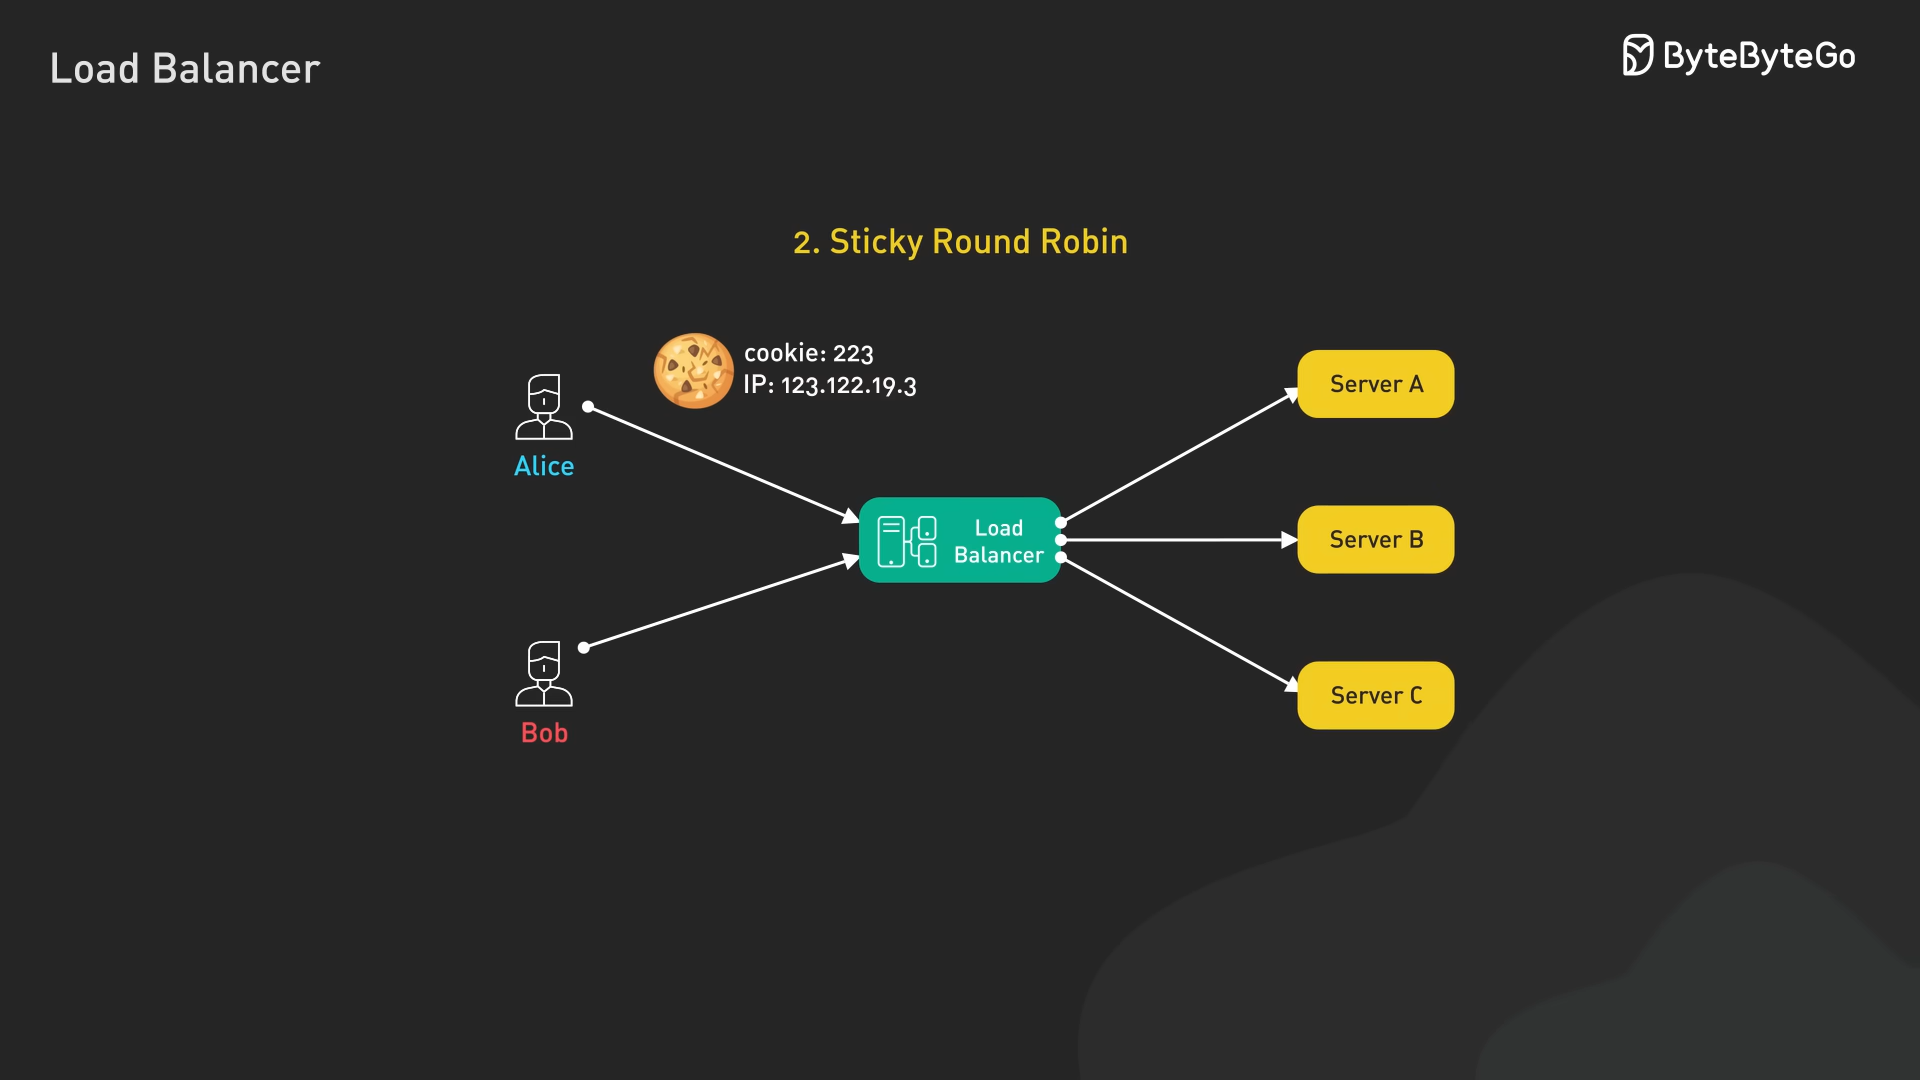 Load Balancer
ByteByteGo
2. Sticky Round Robin
cookie: 223
IP: 123.122.19.3
Alice
Bob
Load
Balancer
Server A
Server B
Server C